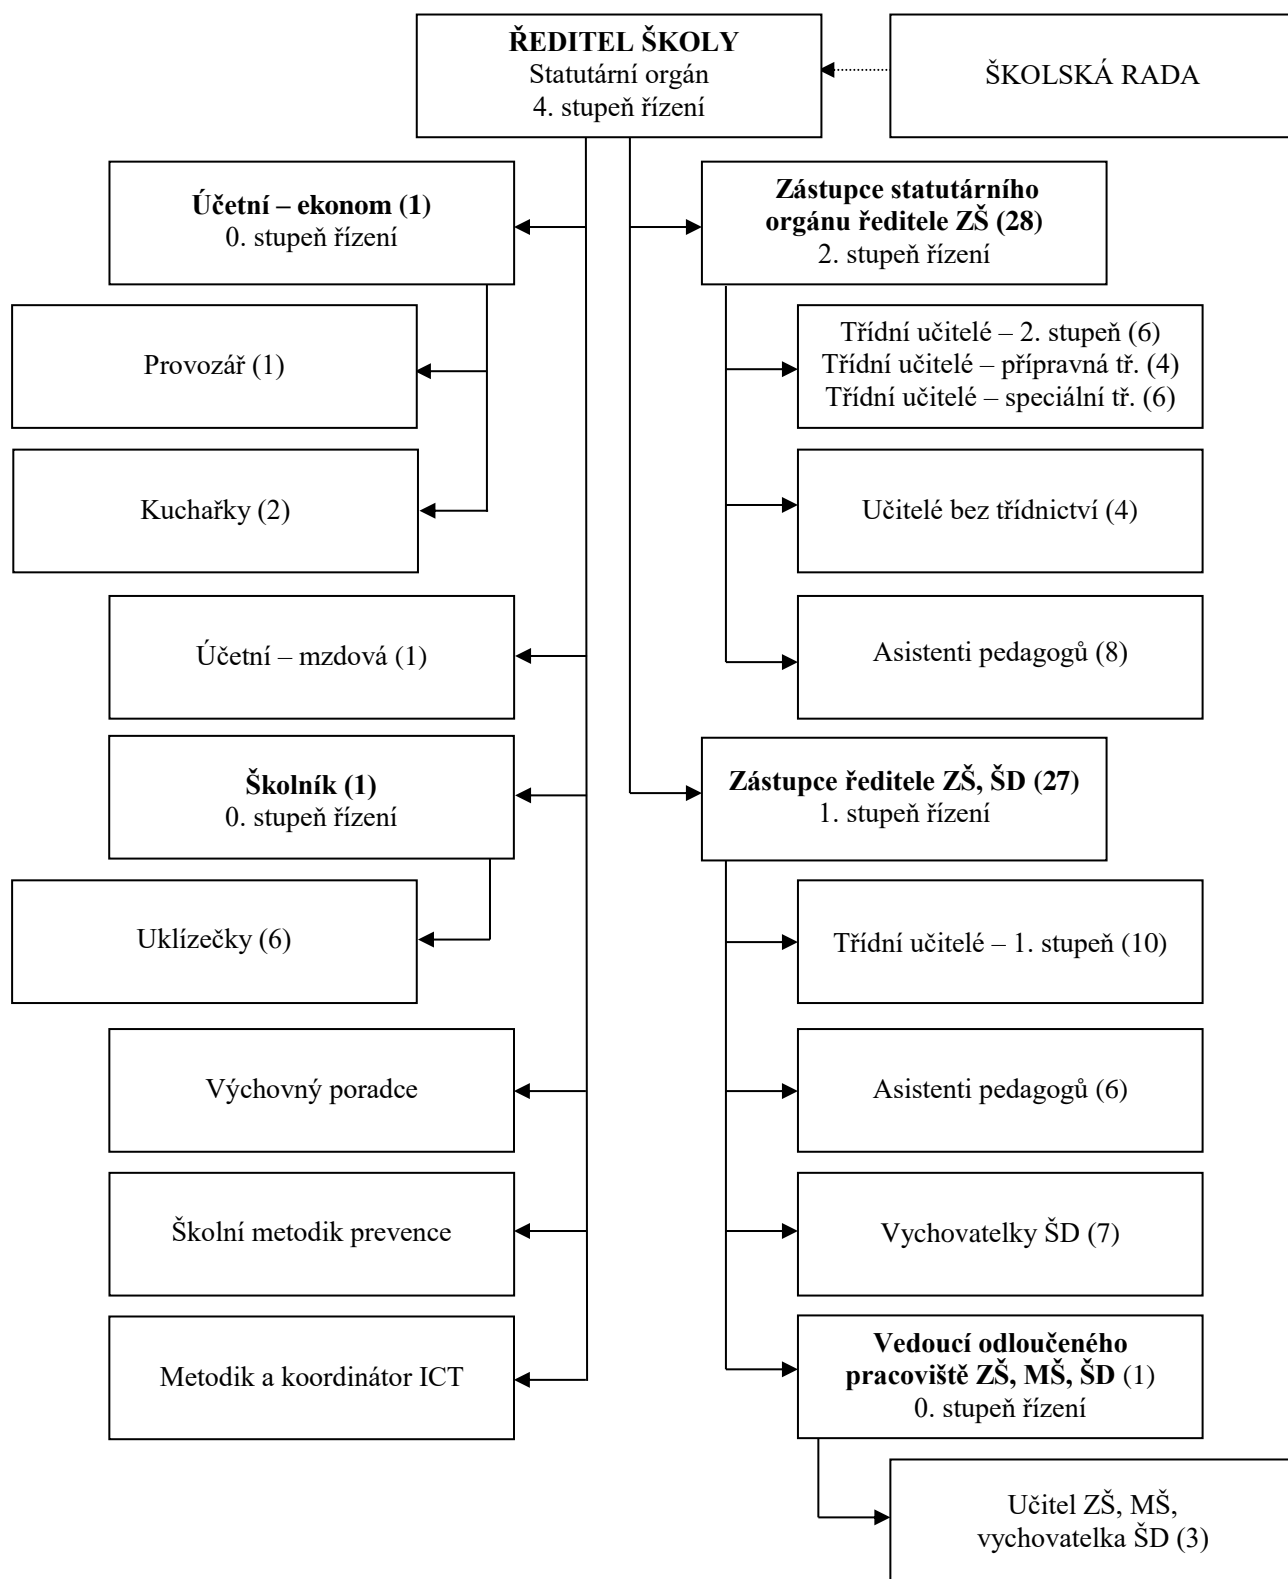 ŘEDITEL ŠKOLY
Statutární orgán
4. stupeň řízení
ŠKOLSKÁ RADA
Účetní – ekonom (1)
0. stupeň řízení
Provozář (1)
Kuchařky (2)
Účetní – mzdová (1)
Školník (1)
0. stupeň řízení
Uklízečky (6)
Výchovný poradce
Školní metodik prevence
Metodik a koordinátor ICT
Zástupce statutárního
orgánu ředitele ZŠ (28)
2. stupeň řízení
Třídní učitelé – 2. stupeň (6)
Třídní učitelé – přípravná tř. (4)
Třídní učitelé – speciální tř. (6)
Učitelé bez třídnictví (4)
Asistenti pedagogů (8)
Zástupce ředitele ZŠ, ŠD (27)
1. stupeň řízení
Třídní učitelé – 1. stupeň (10)
Asistenti pedagogů (6)
Vychovatelky ŠD (7)
Vedoucí odloučeného
pracoviště ZŠ, MŠ, ŠD (1)
0. stupeň řízení
Učitel ZŠ, MŠ,
vychovatelka ŠD (3)